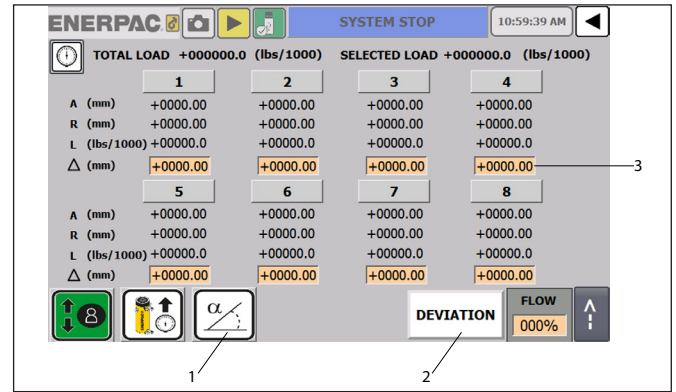 ENERPAC SYSTEM STOP 10:59:39 AM
TOTAL LOAD +000000.0 (lbs/1000) SELECTED LOAD +000000.0 (lbs/1000)
1 2 3 4
A (mm) +0000.00 +0000.00 +0000.00 +0000.00
R (mm) +0000.00 +0000.00 +0000.00 +0000.00
L (lbs/1000) +00000.0 +00000.0 +00000.0 +00000.0
△ (mm) +0000.00 +0000.00 +0000.00 +0000.00 3
5 6 7 8
A (mm) +0000.00 +0000.00 +0000.00 +0000.00
R (mm) +0000.00 +0000.00 +0000.00 +0000.00
L (lbs/1000) +00000.0 +00000.0 +00000.0 +00000.0
△ (mm) +0000.00 +0000.00 +0000.00 +0000.00
α DEVIATION FLOW
000%
1 2